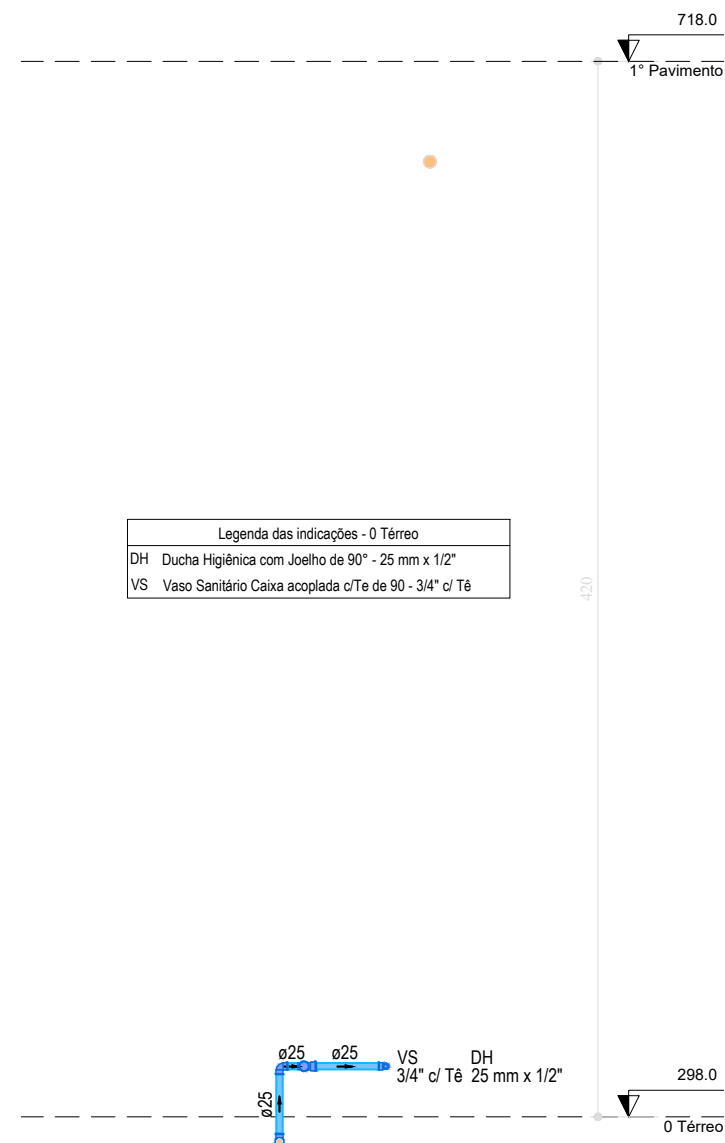 718.0
1° Pavimento
Legenda das indicações - 0 Térreo
DH Ducha Higiênica com Joelho de 90° - 25 mm x 1/2"
VS Vaso Sanitário Caixa acoplada c/Te de 90 - 3/4" c/ Tê
420
ø25 ø25
VS DH
3/4" c/ Tê 25 mm x 1/2"
ø25
298.0
0 Térreo